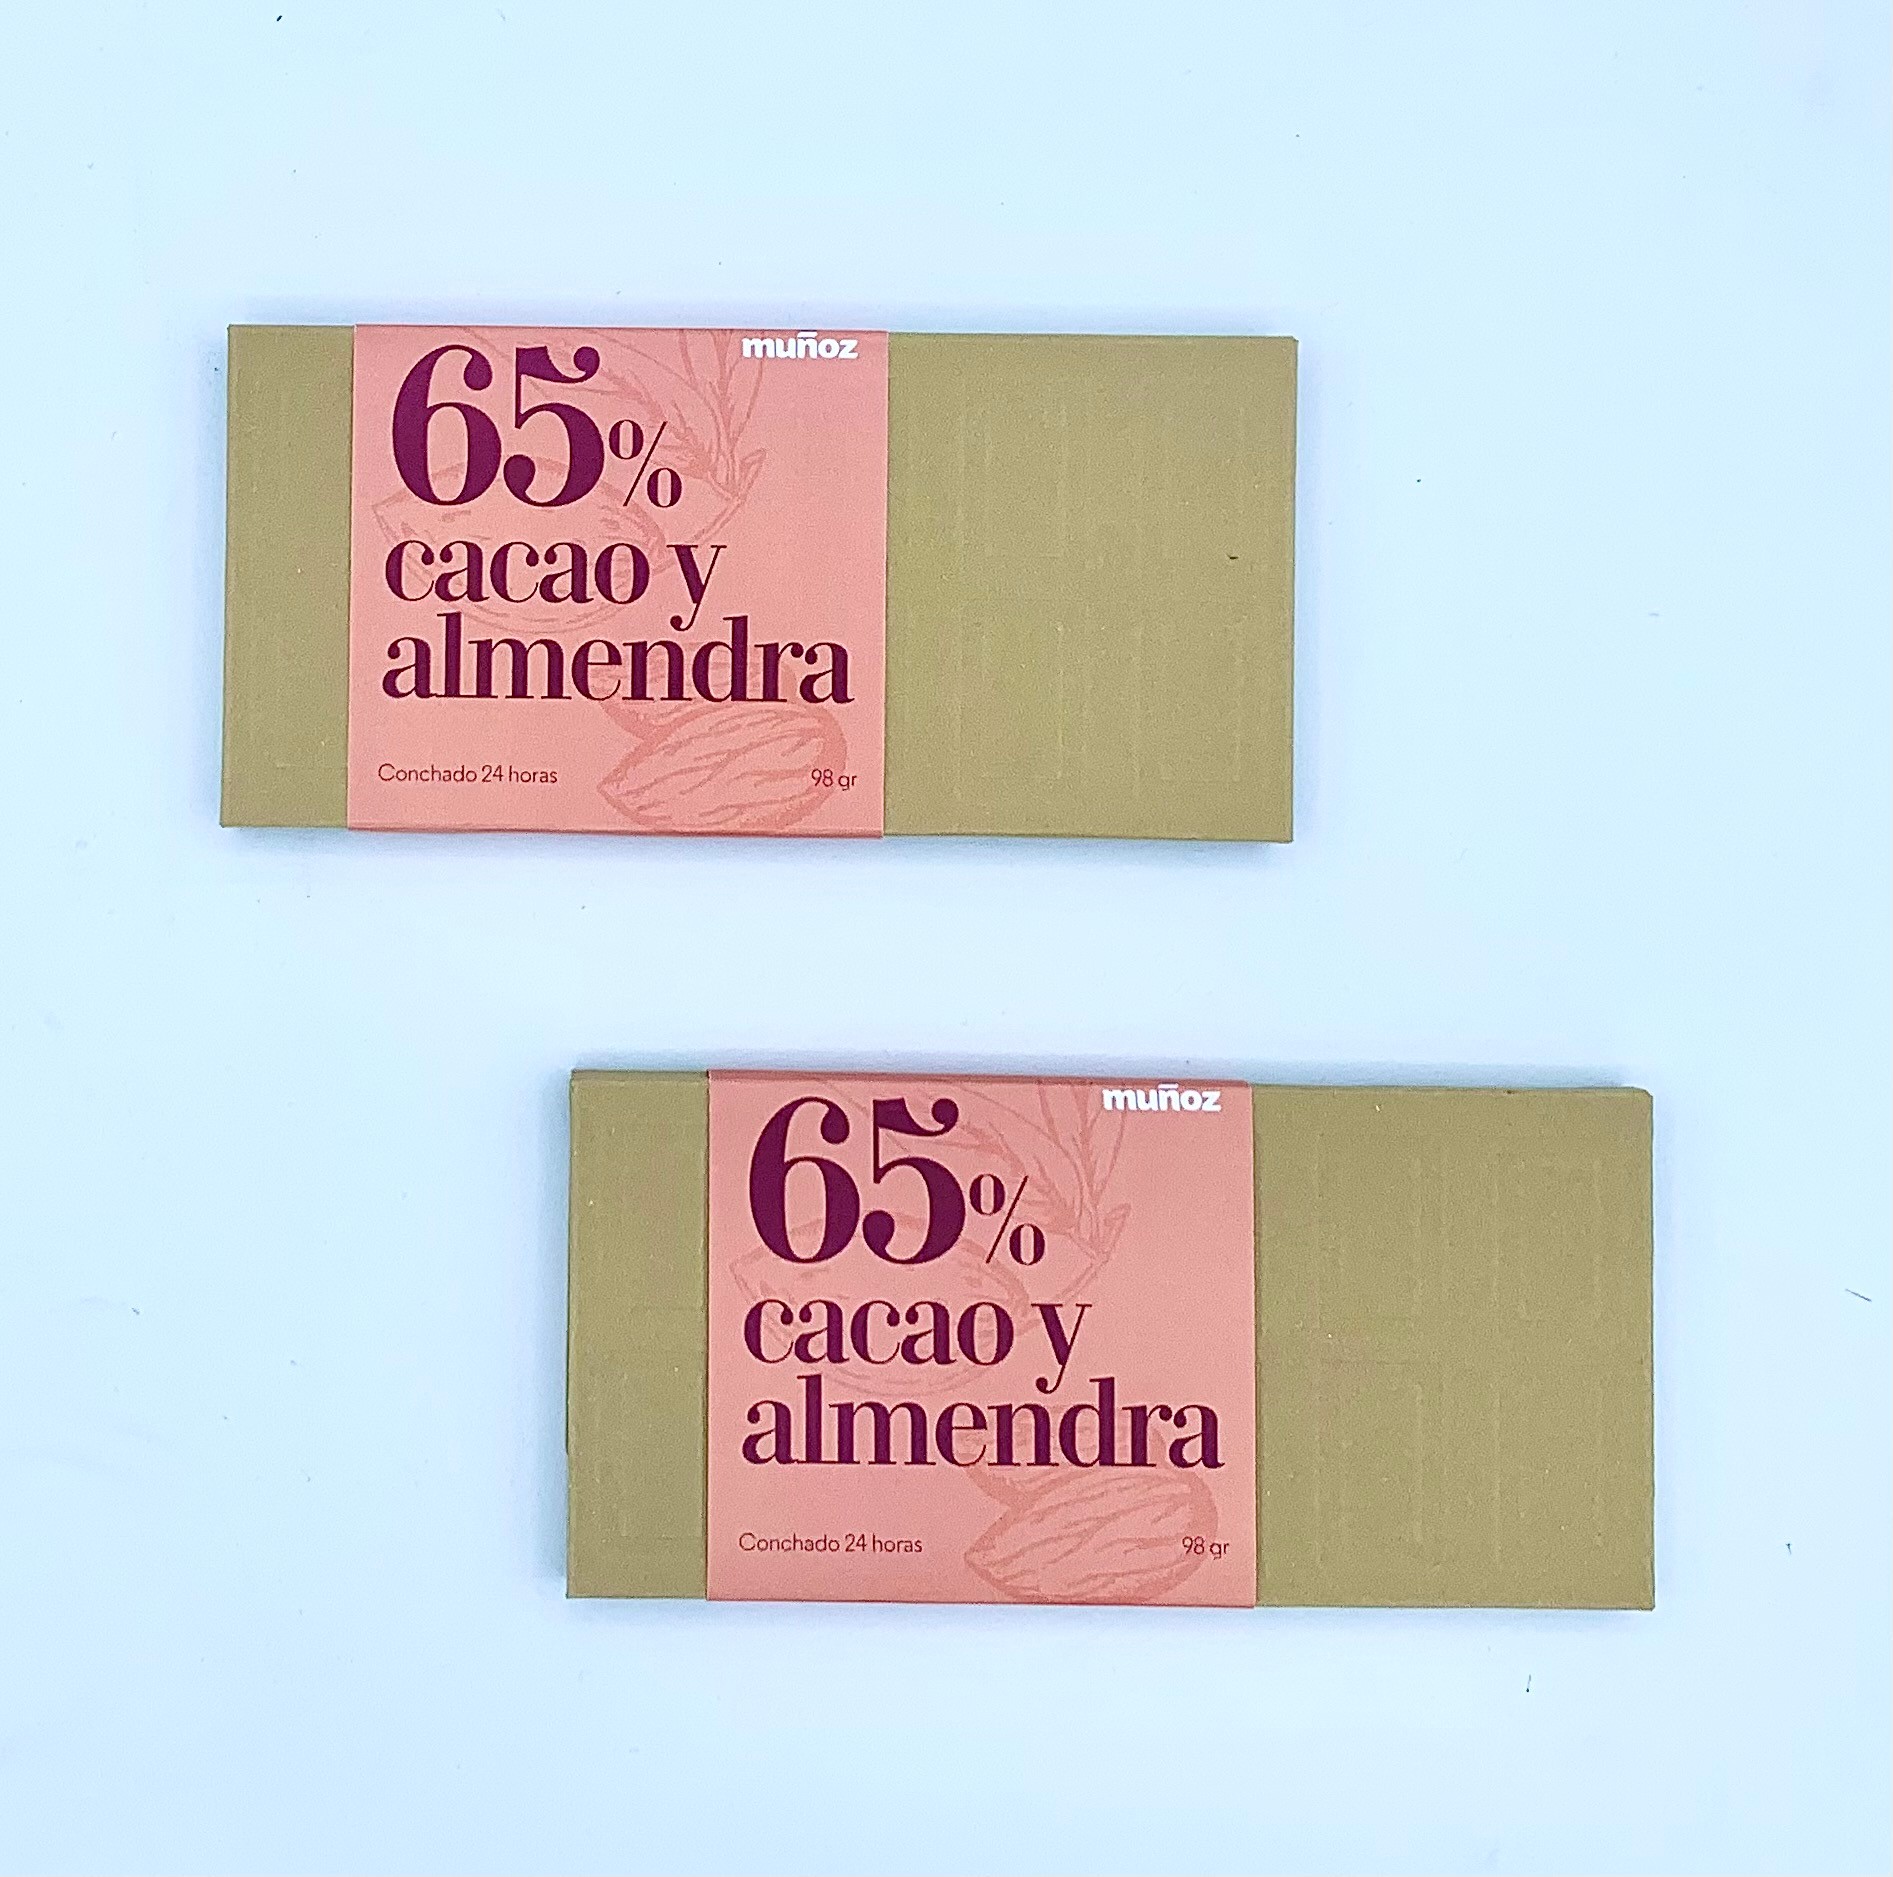 muñoz
65%
cacao y
almendra
Conchado 24 horas
98 gr
muñoz
65%
cacao y
almendra
Conchado 24 horas
98 gr